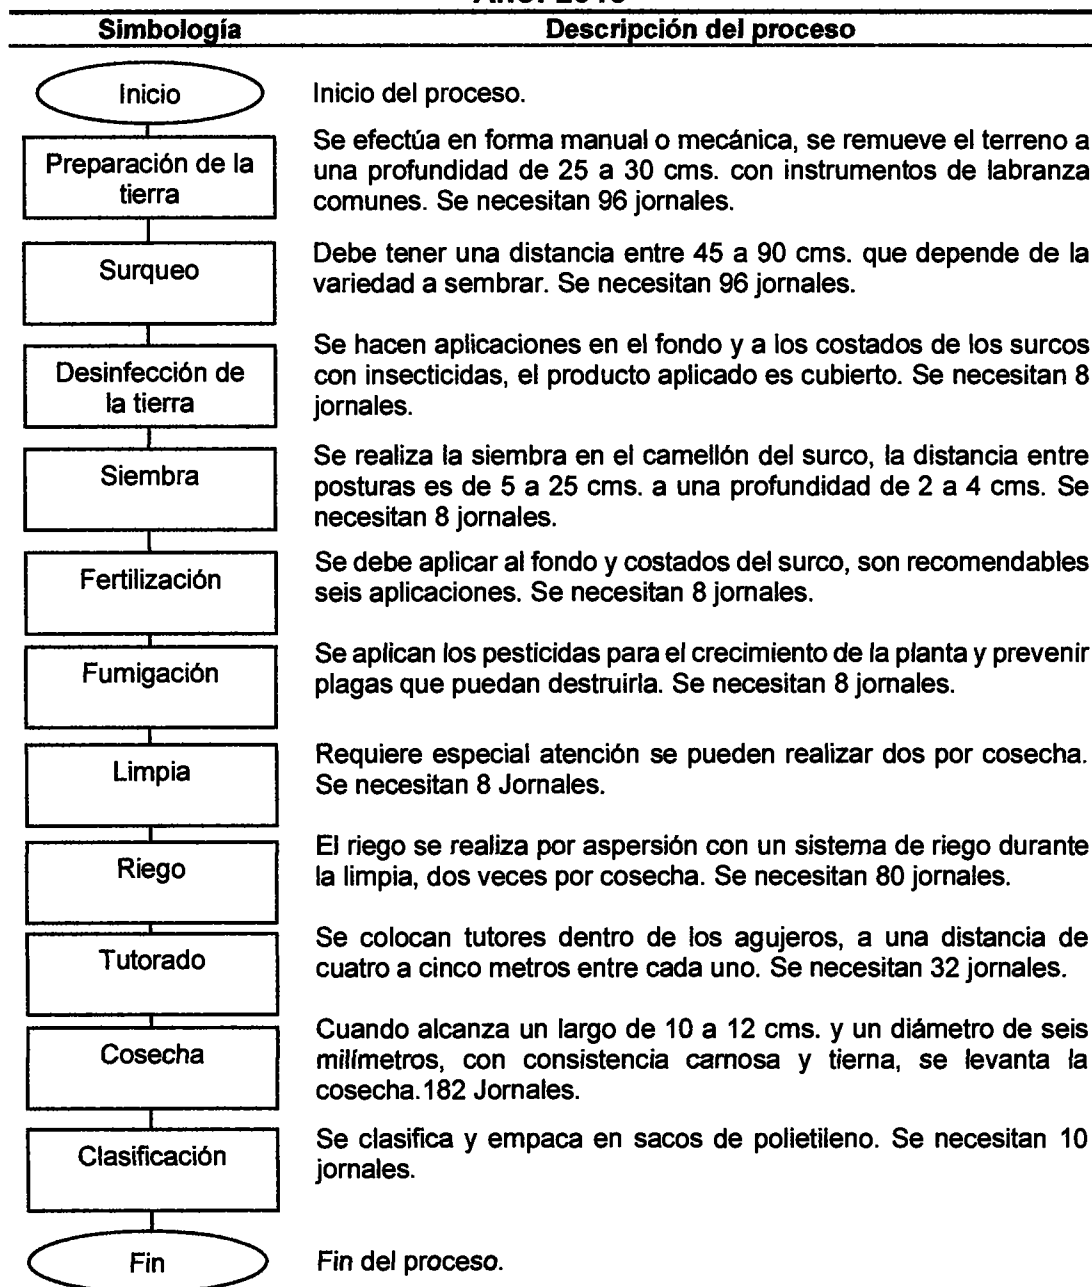 Simbología Descripción del proceso
Inicio Inicio del proceso.
Preparación de la
tierra
Se efectúa en forma manual o mecánica, se remueve el terreno a
una profundidad de 25 a 30 cms. con instrumentos de labranza
comunes. Se necesitan 96 jornales.
Surqueo
Debe tener una distancia entre 45 a 90 cms. que depende de la
variedad a sembrar. Se necesitan 96 jornales.
Desinfección de
la tierra
Se hacen aplicaciones en el fondo y a los costados de los surcos
con insecticidas, el producto aplicado es cubierto. Se necesitan 8
jornales.
Siembra
Se realiza la siembra en el camellón del surco, la distancia entre
posturas es de 5 a 25 cms. a una profundidad de 2 a 4 cms. Se
necesitan 8 jornales.
Fertilización
Se debe aplicar al fondo y costados del surco, son recomendables
seis aplicaciones. Se necesitan 8 jornales.
Fumigación
Se aplican los pesticidas para el crecimiento de la planta y prevenir
plagas que puedan destruirla. Se necesitan 8 jornales.
Limpia
Requiere especial atención se pueden realizar dos por cosecha.
Se necesitan 8 Jornales.
Riego
El riego se realiza por aspersión con un sistema de riego durante
la limpia, dos veces por cosecha. Se necesitan 80 jornales.
Tutorado
Se colocan tutores dentro de los agujeros, a una distancia de
cuatro a cinco metros entre cada uno. Se necesitan 32 jornales.
Cosecha
Cuando alcanza un largo de 10 a 12 cms. y un diámetro de seis
milímetros, con consistencia carnosa y tierna, se levanta la
cosecha.182 Jornales.
Clasificación
Se clasifica y empaca en sacos de polietileno. Se necesitan 10
jornales.
Fin Fin del proceso.